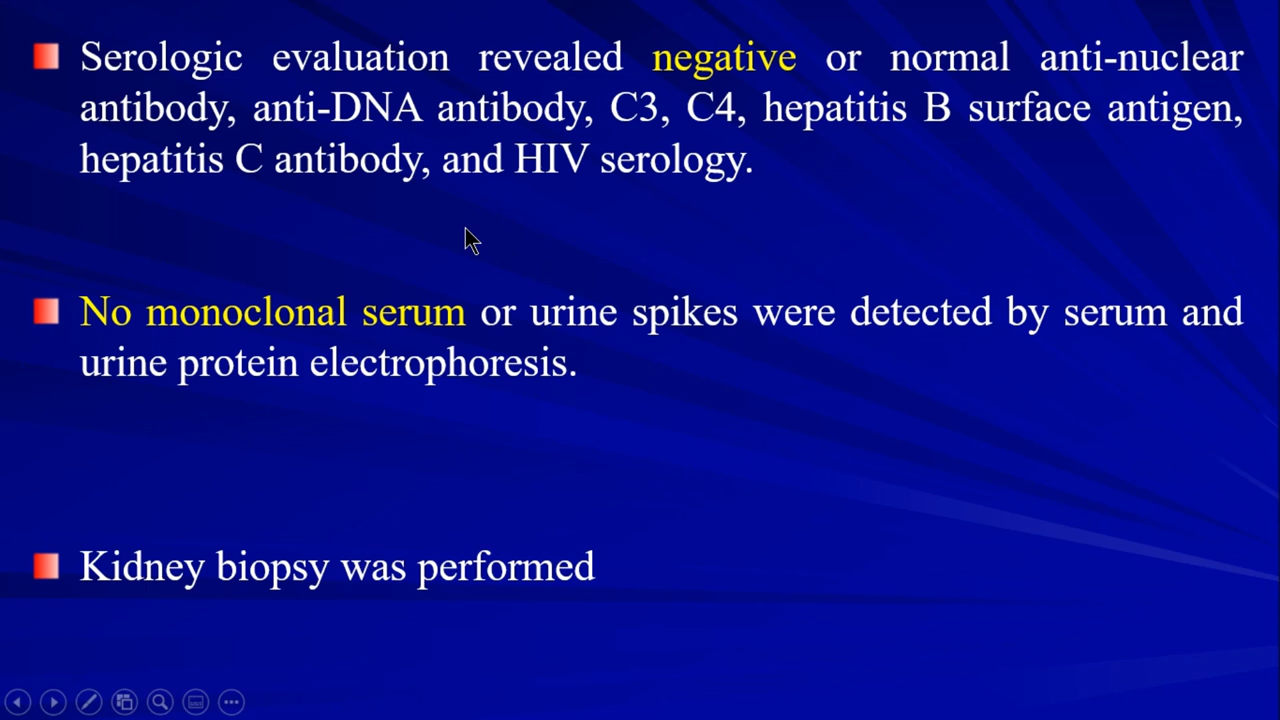 Serologic evaluation revealed negative or normal anti-nuclear
antibody, anti-DNA antibody, C3, C4, hepatitis B surface antigen,
hepatitis C antibody, and HIV serology.
No monoclonal serum or urine spikes were detected by serum and
urine protein electrophoresis.
Kidney biopsy was performed